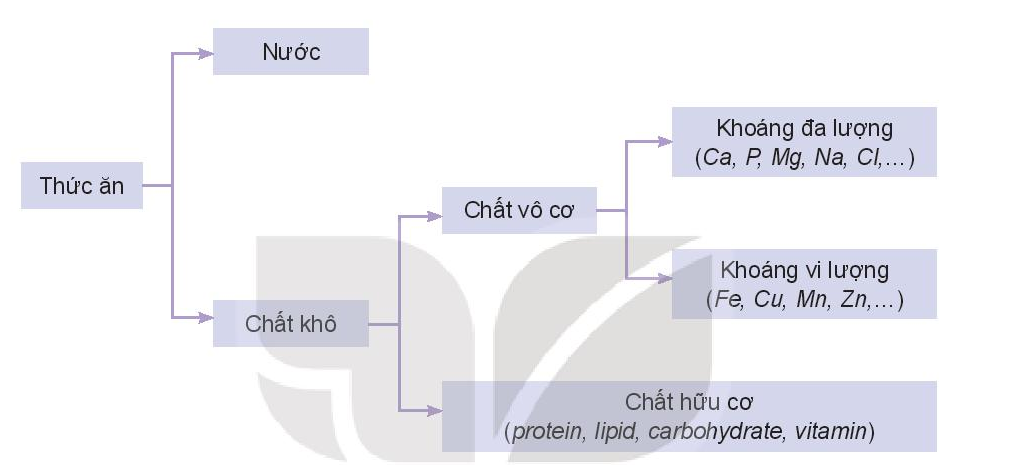 Nước
Khoáng đa lượng
(Ca, P, Mg, Na, Cl,…)
Thức ăn
Chất vô cơ
Khoáng vi lượng
(Fe, Cu, Mn, Zn,…)
Chất khô
Chất hữu cơ
(protein, lipid, carbohydrate, vitamin)